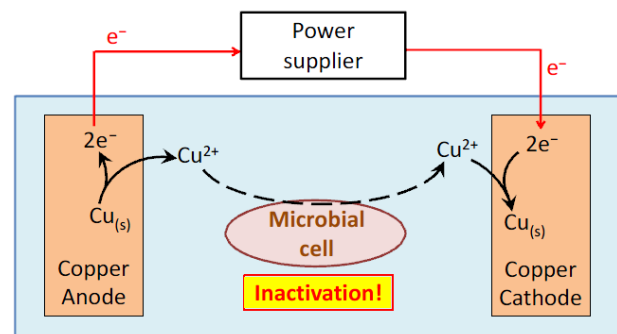 e⁻
Power
supplier
e⁻
2e⁻
Cu²⁺
Cu(s)
Copper
Anode
Microbial
cell
Inactivation!
Cu²⁺
2e⁻
Cu(s)
Copper
Cathode